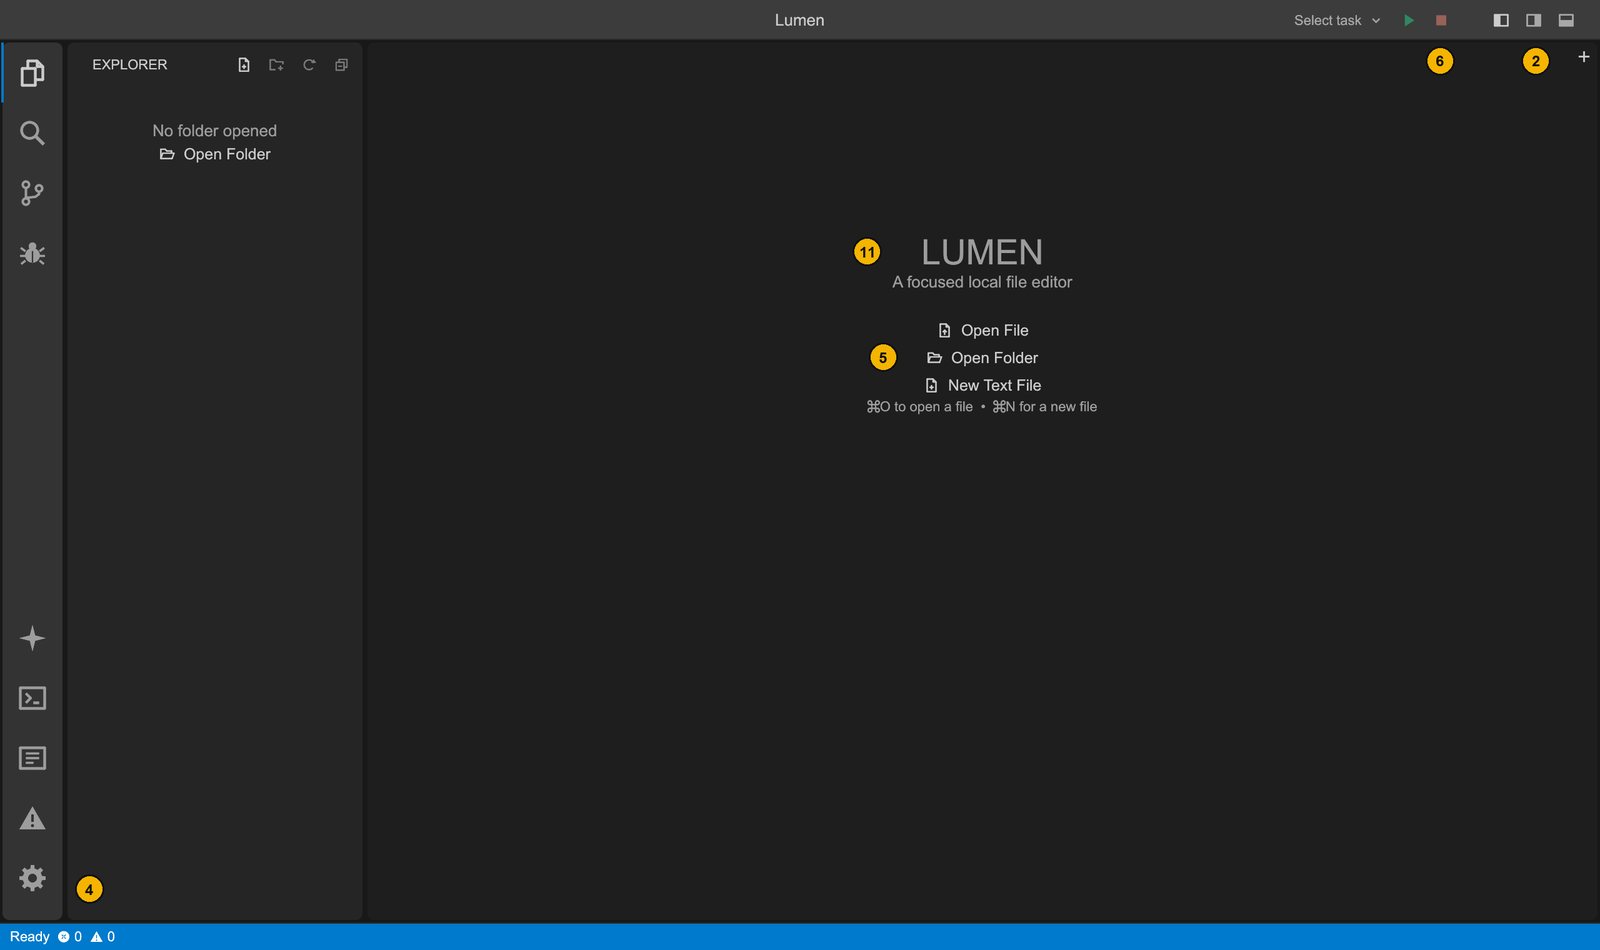 Lumen
Select task
6
2
EXPLORER
No folder opened
Open Folder
11
LUMEN
A focused local file editor
Open File
5
Open Folder
New Text File
⌘O to open a file • ⌘N for a new file
4
Ready 0 0